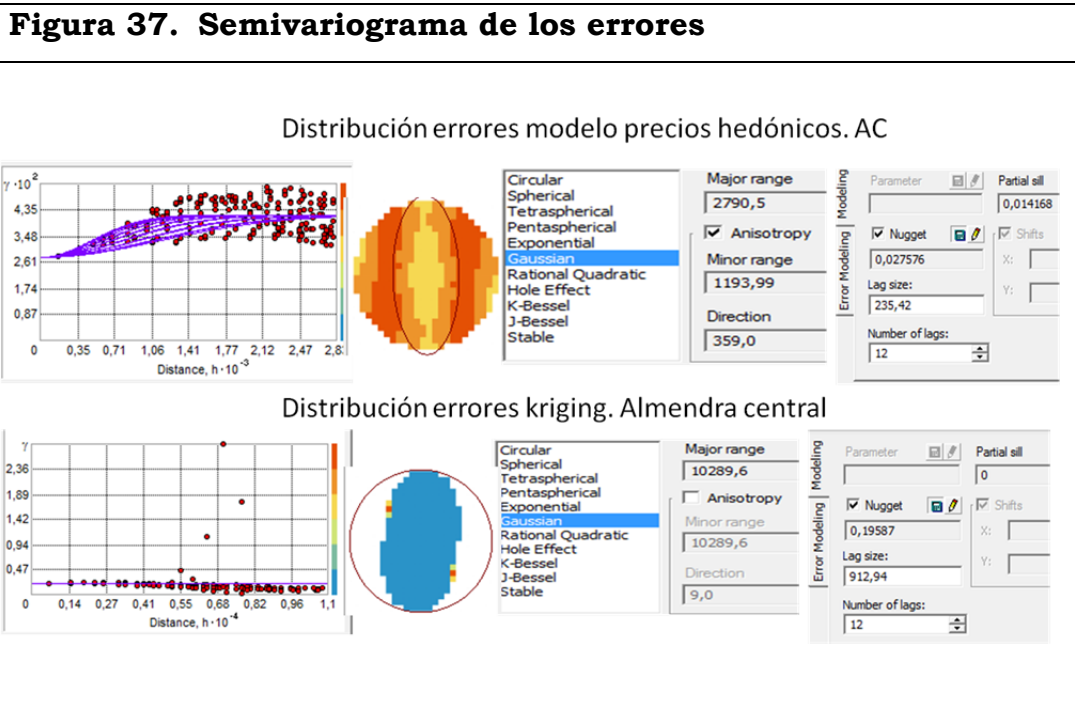 Figura 37. Semivariograma de los errores
Distribución errores modelo precios hedónicos. AC
γ·10²
4,35
3,48
2,61
1,74
0,87
0 0,35 0,71 1,06 1,41 1,77 2,12 2,47
Distance, h·10⁻³
Circular
Spherical
Tetraspherical
Pentaspherical
Exponential
Gaussian
Rational Quadratic
Hole Effect
K-Bessel
J-Bessel
Stable
Major range
2790,5
Anisotropy
Minor range
1193,99
Direction
359,0
Modeling
Error Modeling
Parameter
Nugget
0,027576
Lag size:
235,42
Number of lags:
12
Partial sill
0,014168
Shifts
X:
Y:
Distribución errores kriging. Almendra central
γ
2,36
1,89
1,42
0,94
0,47
0 0,14 0,27 0,41 0,55 0,68 0,82 0,96 1,1
Distance, h·10⁻⁴
Circular
Spherical
Tetraspherical
Pentaspherical
Exponential
Gaussian
Rational Quadratic
Hole Effect
K-Bessel
J-Bessel
Stable
Major range
10289,6
Anisotropy
Minor range
10289,6
Direction
9,0
Modeling
Error Modeling
Parameter
Nugget
0,19587
Lag size:
912,94
Number of lags:
12
Partial sill
0
Shifts
X:
Y: